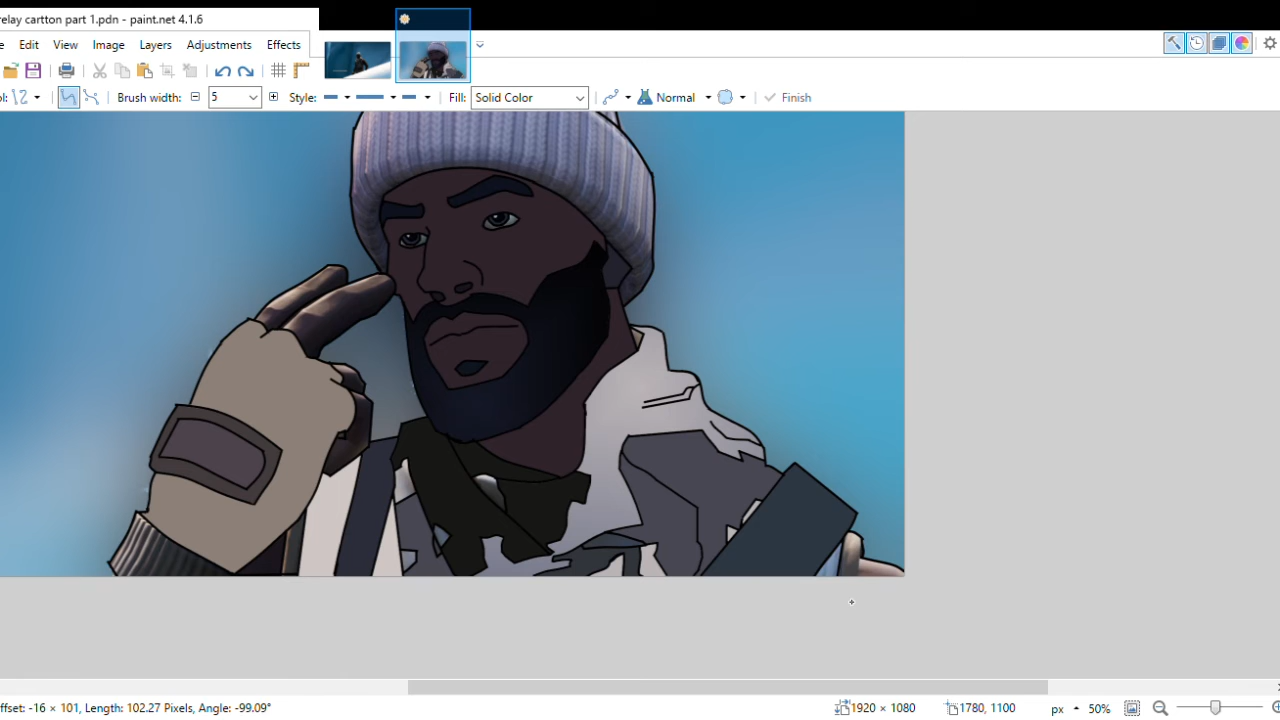 relay cartton part 1.pdn - paint.net 4.1.6
Edit View Image Layers Adjustments Effects
Brush width: 5 Style: Fill: Solid Color Normal Finish
ffset: -16 × 101, Length: 102.27 Pixels, Angle: -99.09° 1920 × 1080 1780, 1100 px 50%